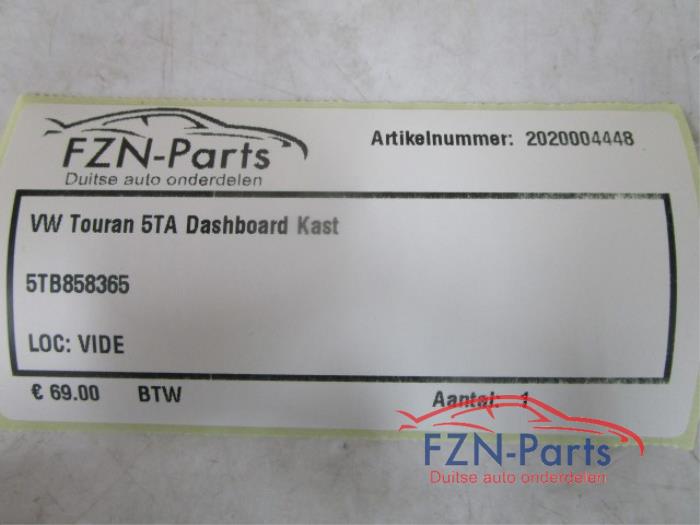 FZN-Parts
Duitse auto onderdelen
Artikelnummer: 2020004448
VW Touran 5TA Dashboard Kast
5TB858365
LOC: VIDE
€ 69.00 BTW
Aantal: 1
FZN-Parts
Duitse auto onderdelen